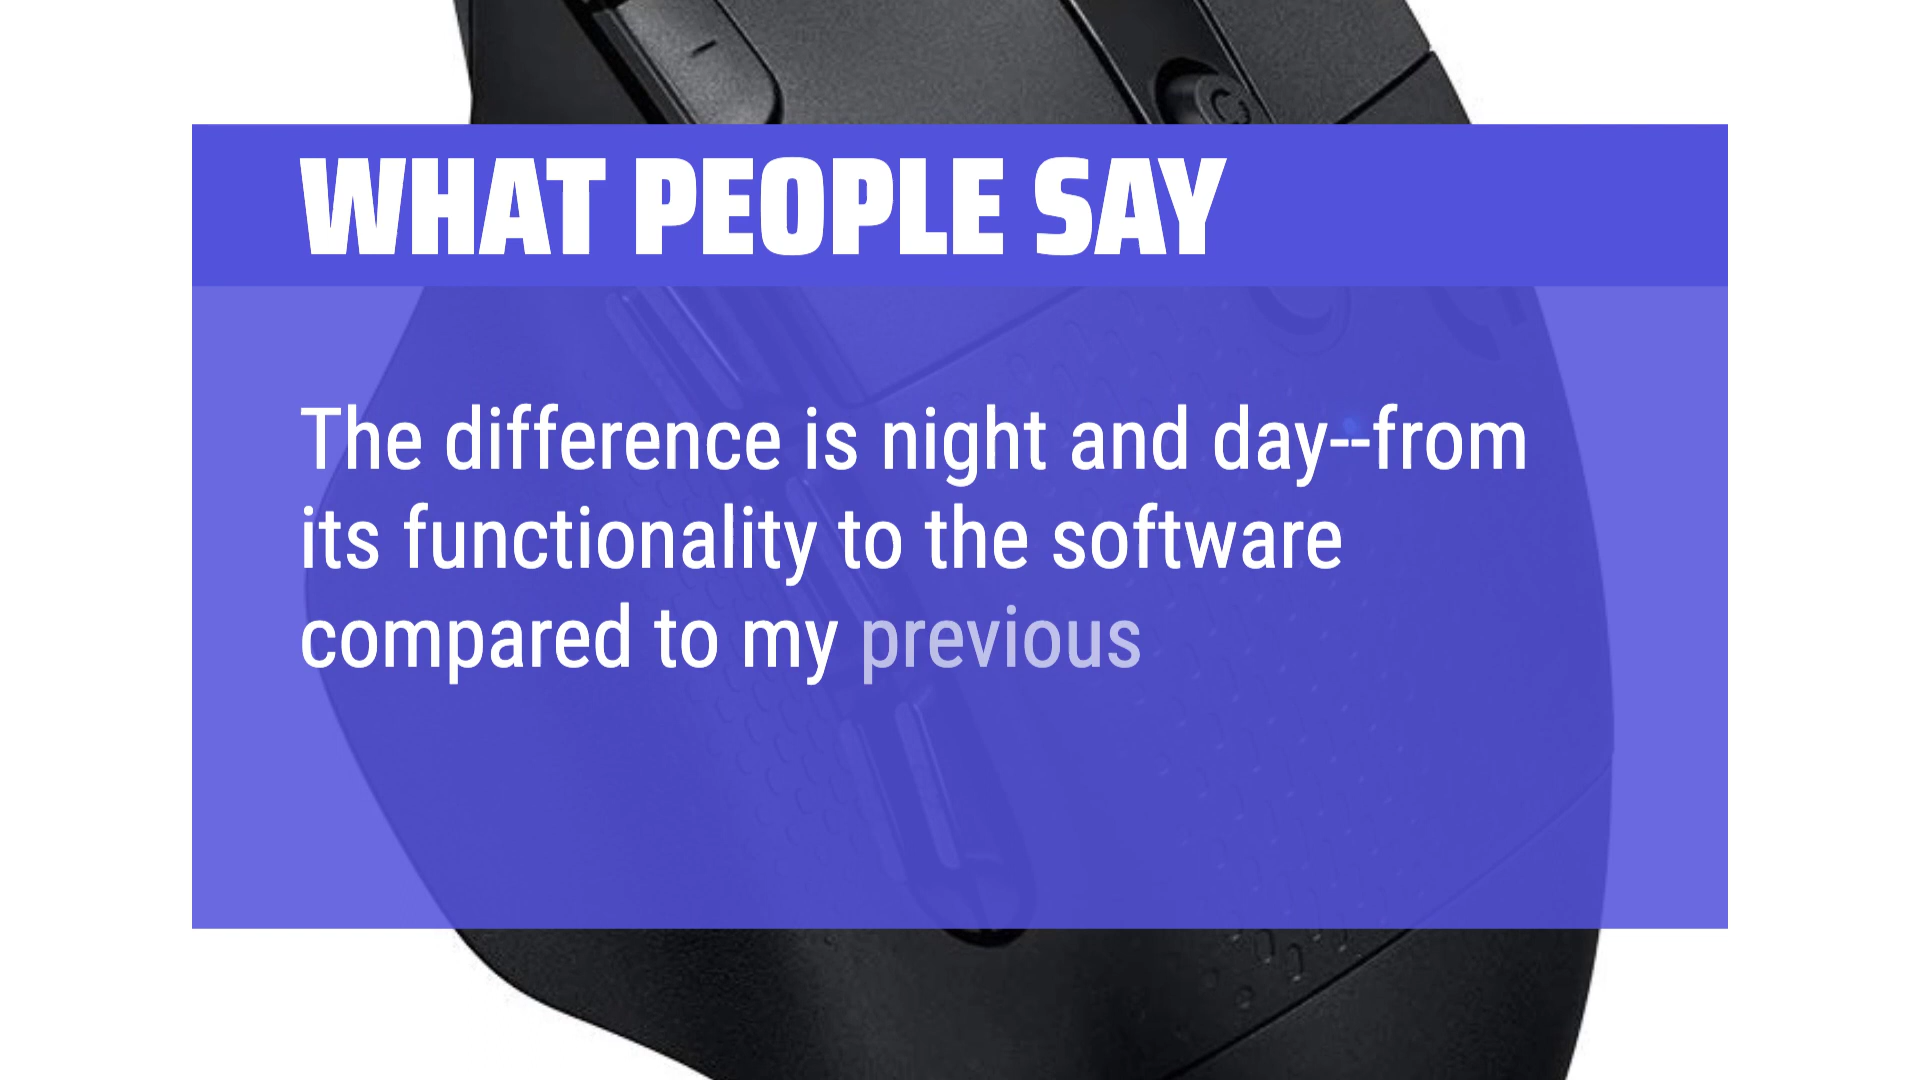 WHAT PEOPLE SAY
The difference is night and day--from
its functionality to the software
compared to my previous